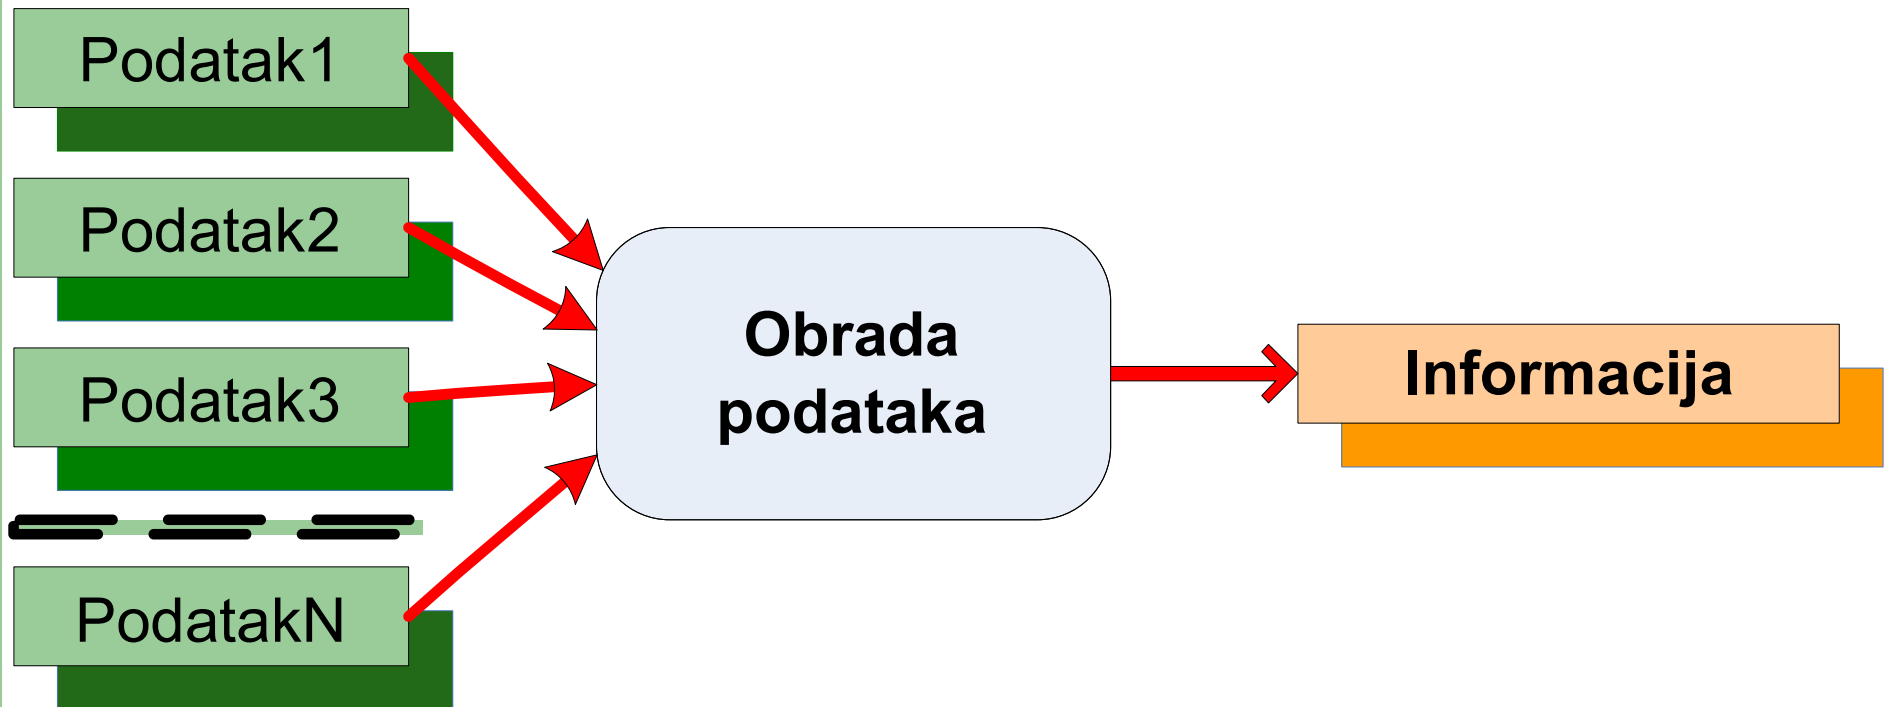 Podatak1
Podatak2
Podatak3
PodatakN
Obrada
podataka
Informacija